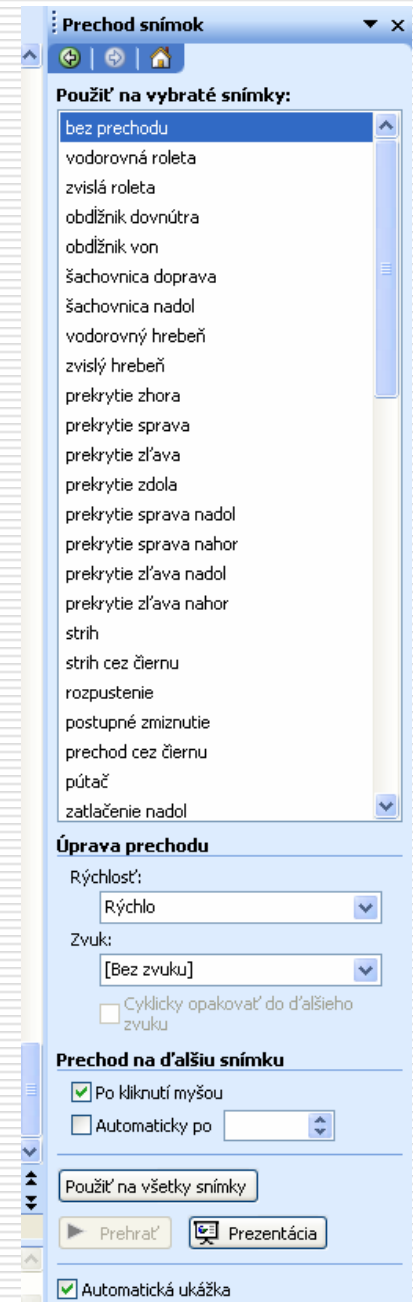 Prechod snímok
Použiť na vybraté snímky:
bez prechodu
vodorovná roleta
zvislá roleta
obdĺžnik dovnútra
obdĺžnik von
šachovnica doprava
šachovnica nadol
vodorovný hrebeň
zvislý hrebeň
prekrytie zhora
prekrytie sprava
prekrytie zľava
prekrytie zdola
prekrytie sprava nadol
prekrytie sprava nahor
prekrytie zľava nadol
prekrytie zľava nahor
strih
strih cez čiernu
rozpustenie
postupné zmiznutie
prechod cez čiernu
pútač
zatlačenie nadol
Úprava prechodu
Rýchlosť:
Rýchlo
Zvuk:
[Bez zvuku]
Cyklicky opakovať do ďalšieho
zvuku
Prechod na ďalšiu snímku
Po kliknutí myšou
Automaticky po
Použiť na všetky snímky
Prehrať Prezentácia
Automatická ukážka